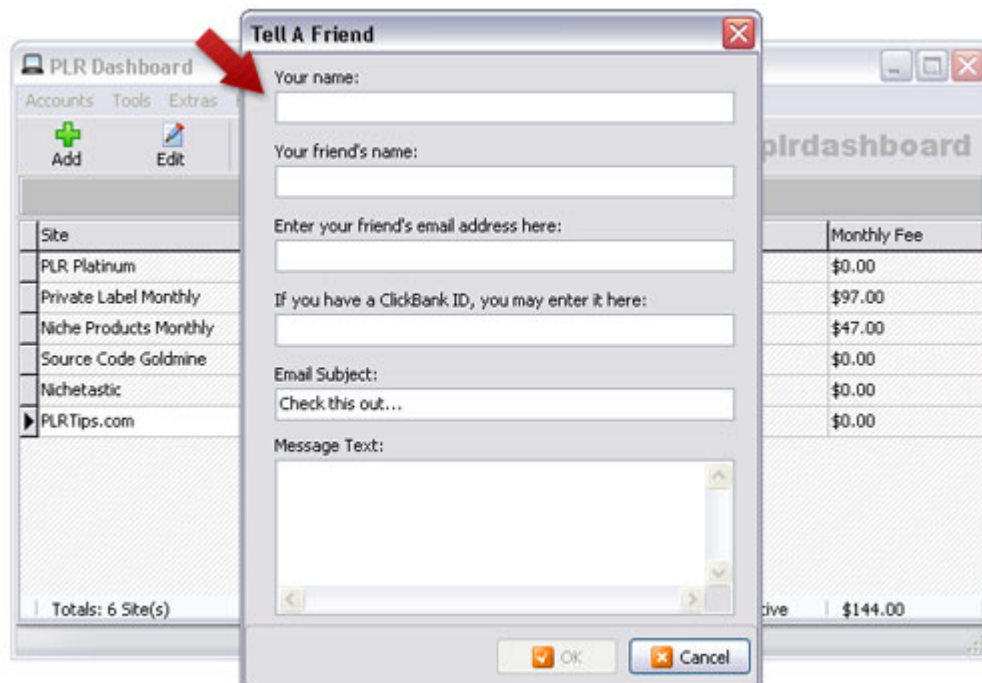 Tell A Friend
PLR Dashboard
Accounts Tools Extras
Add Edit
plrdashboard
Your name:
Your friend's name:
Enter your friend's email address here:
If you have a ClickBank ID, you may enter it here:
Email Subject:
Check this out...
Message Text:
OK Cancel
Site Monthly Fee
PLR Platinum $0.00
Private Label Monthly $97.00
Niche Products Monthly $47.00
Source Code Goldmine $0.00
Nichetastic $0.00
PLRTips.com $0.00
Totals: 6 Site(s) $144.00